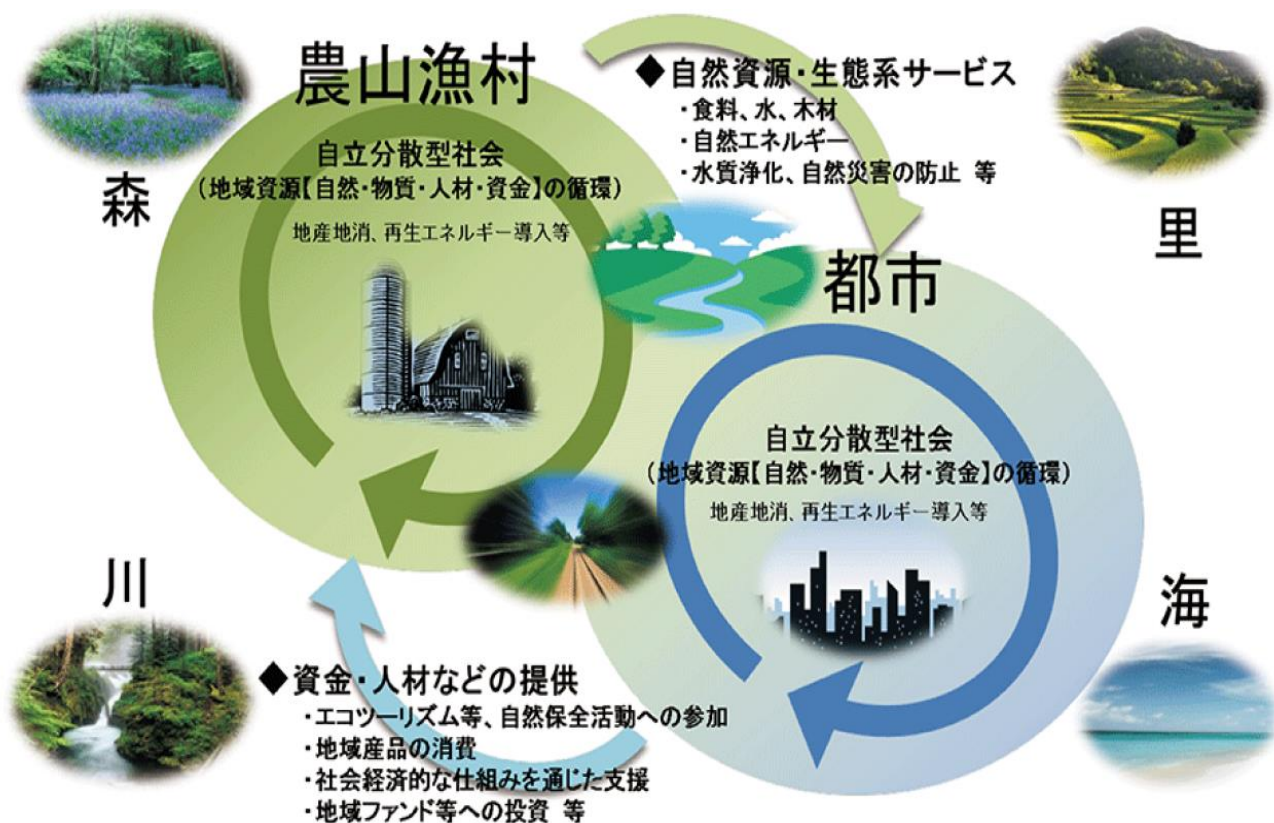 農山漁村
自立分散型社会
(地域資源【自然・物質・人材・資金】の循環)
地産地消、再生エネルギー導入等
◆自然資源・生態系サービス
・食料、水、木材
・自然エネルギー
・水質浄化、自然災害の防止 等
森
里
都市
自立分散型社会
(地域資源【自然・物質・人材・資金】の循環)
地産地消、再生エネルギー導入等
川
海
◆資金・人材などの提供
・エコツーリズム等、自然保全活動への参加
・地域産品の消費
・社会経済的な仕組みを通じた支援
・地域ファンド等への投資 等